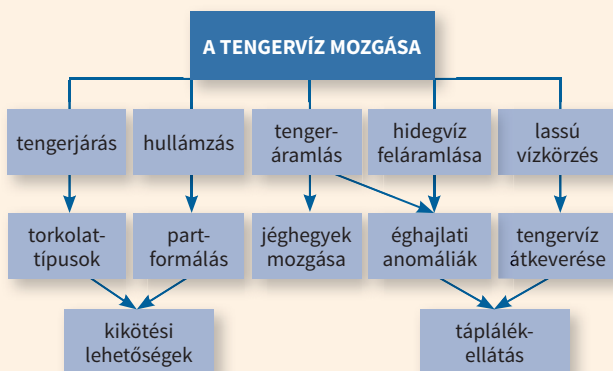 A TENGERVÍZ MOZGÁSA
tengerjárás
hullámzás
tenger-
áramlás
hidegvíz
feláramlása
lassú
vízkörzés
torkolat-
típusok
part-
formálás
jéghegyek
mozgása
éghajlati
anomáliák
tengervíz
átkeverése
kikötési
lehetőségek
táplálék-
ellátás